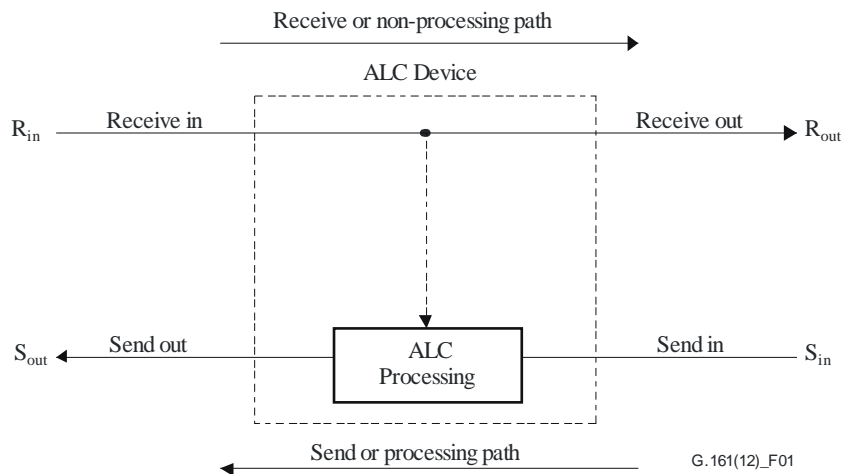 Receive or non-processing path
ALC Device
R_in
Receive in
Receive out
R_out
S_out
Send out
ALC
Processing
Send in
S_in
Send or processing path
G.161(12)_F01